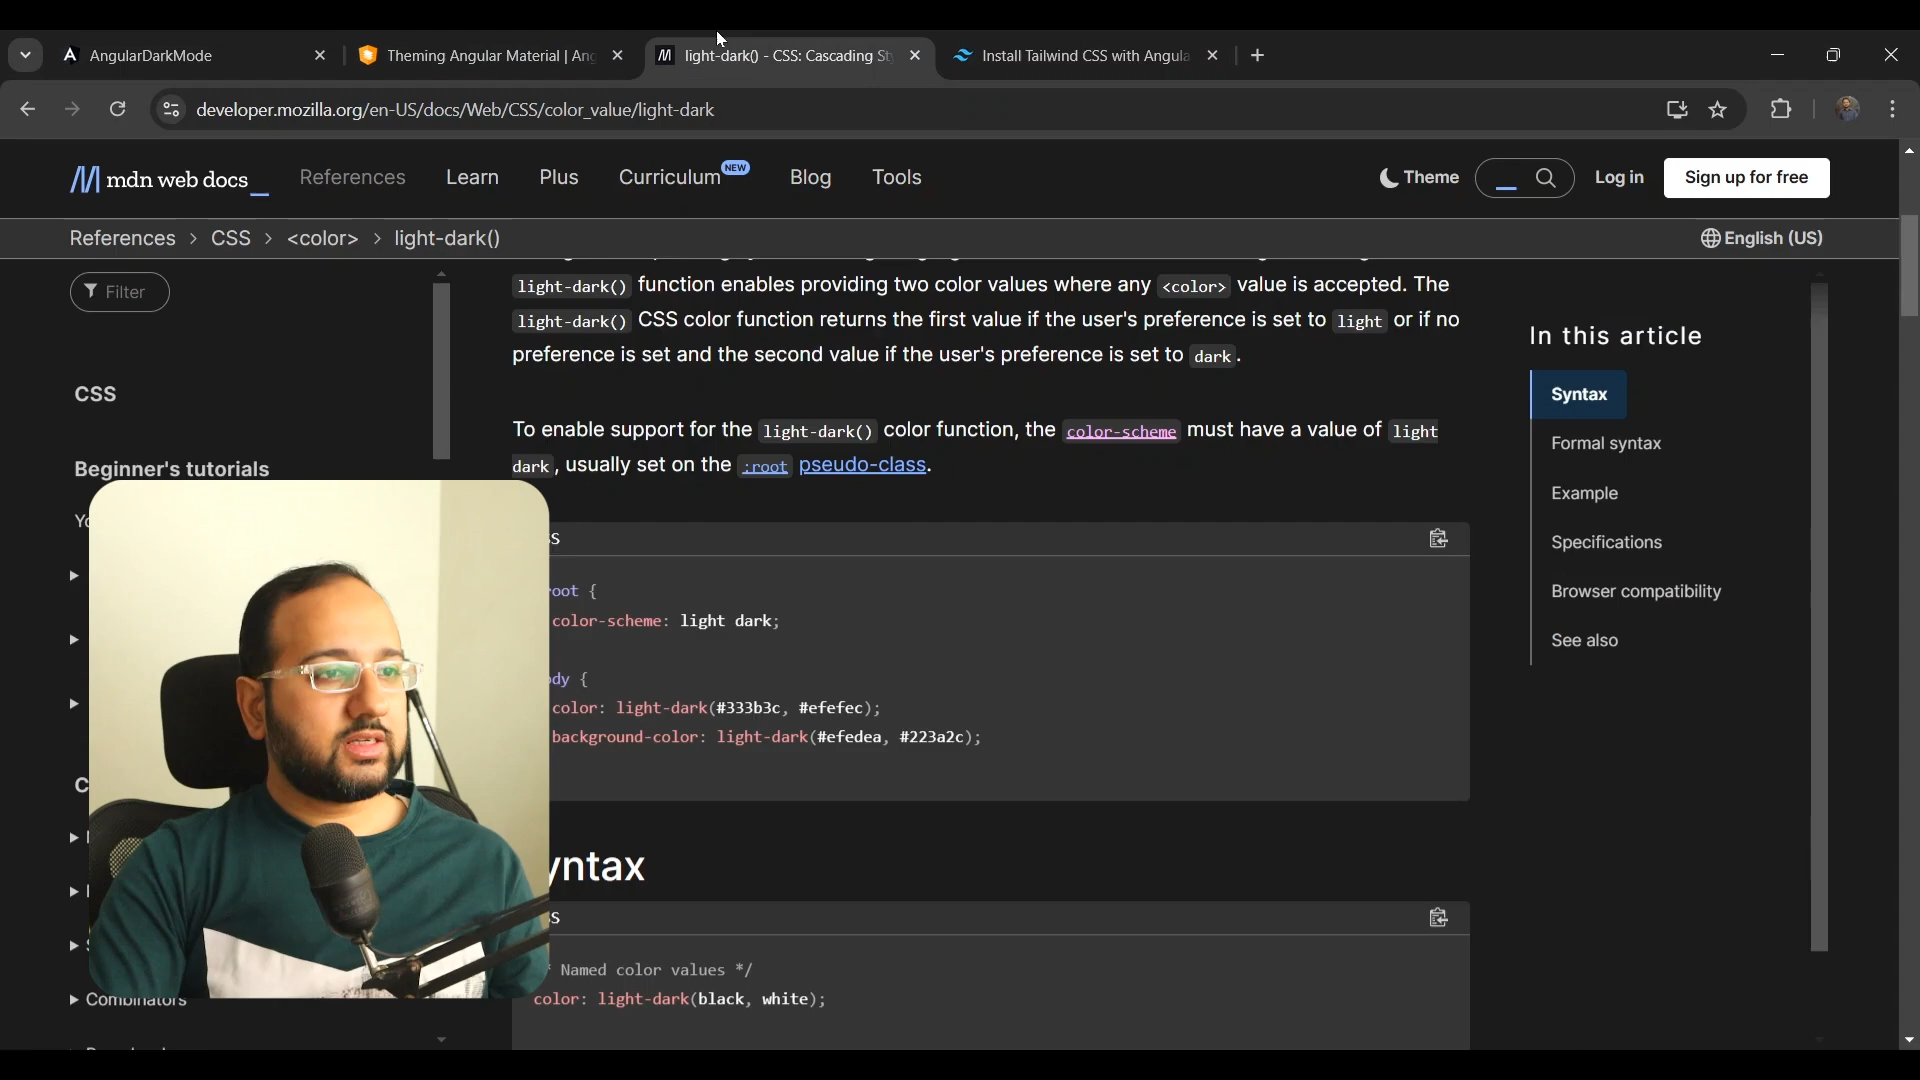 AngularDarkMode
Theming Angular Material | Ang
light-dark() - CSS: Cascading St
Install Tailwind CSS with Angula
developer.mozilla.org/en-US/docs/Web/CSS/color_value/light-dark
mdn web docs_
References
Learn
Plus
Curriculum NEW
Blog
Tools
Theme
Log in
Sign up for free
References > CSS > <color> > light-dark()
English (US)
Filter
CSS
Beginner's tutorials
Combinators
light-dark() function enables providing two color values where any <color> value is accepted. The
light-dark() CSS color function returns the first value if the user's preference is set to light or if no
preference is set and the second value if the user's preference is set to dark.
To enable support for the light-dark() color function, the color-scheme must have a value of light
dark, usually set on the :root pseudo-class.
oot {
color-scheme: light dark;
dy {
color: light-dark(#333b3c, #efefec);
background-color: light-dark(#efedea, #223a2c);
yntax
* Named color values */
color: light-dark(black, white);
In this article
Syntax
Formal syntax
Example
Specifications
Browser compatibility
See also